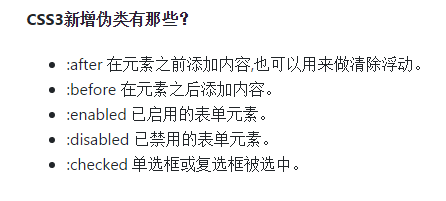 CSS3新增伪类有那些？
:after 在元素之前添加内容,也可以用来做清除浮动。
:before 在元素之后添加内容。
:enabled 已启用的表单元素。
:disabled 已禁用的表单元素。
:checked 单选框或复选框被选中。